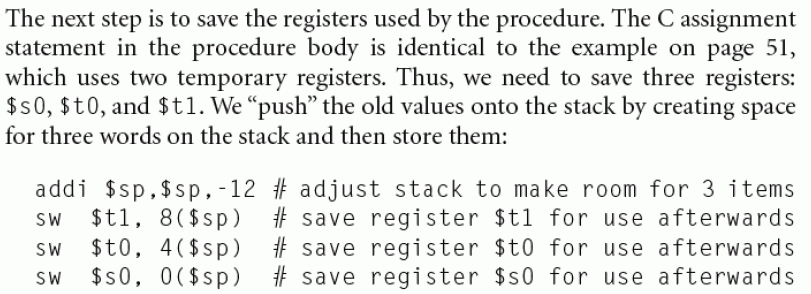 The next step is to save the registers used by the procedure. The C assignment
statement in the procedure body is identical to the example on page 51,
which uses two temporary registers. Thus, we need to save three registers:
$s0, $t0, and $t1. We “push” the old values onto the stack by creating space
for three words on the stack and then store them:
addi $sp,$sp,-12 # adjust stack to make room for 3 items
sw $t1, 8($sp) # save register $t1 for use afterwards
sw $t0, 4($sp) # save register $t0 for use afterwards
sw $s0, 0($sp) # save register $s0 for use afterwards